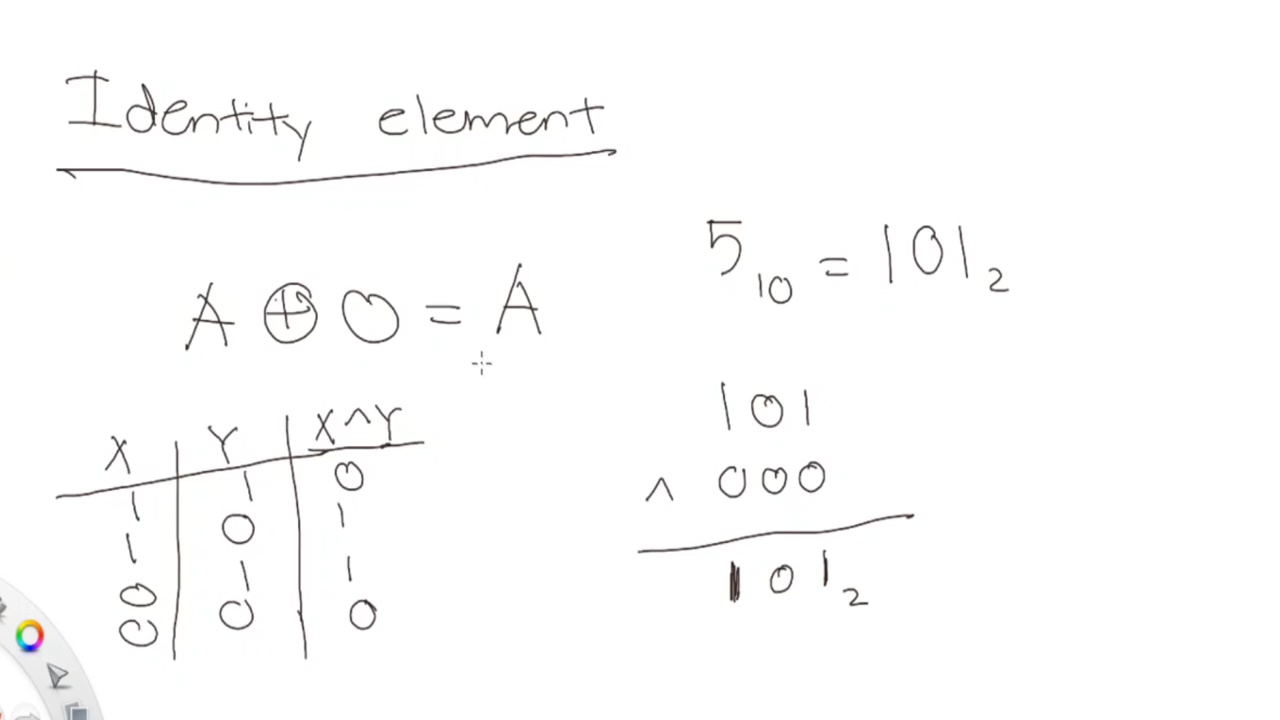 Identity element
A ⊕ 0 = A
X Y X^Y
1 1 0
1 0 1
0 1 1
0 0 0
5₁₀ = 101₂
101
^ 000
101₂